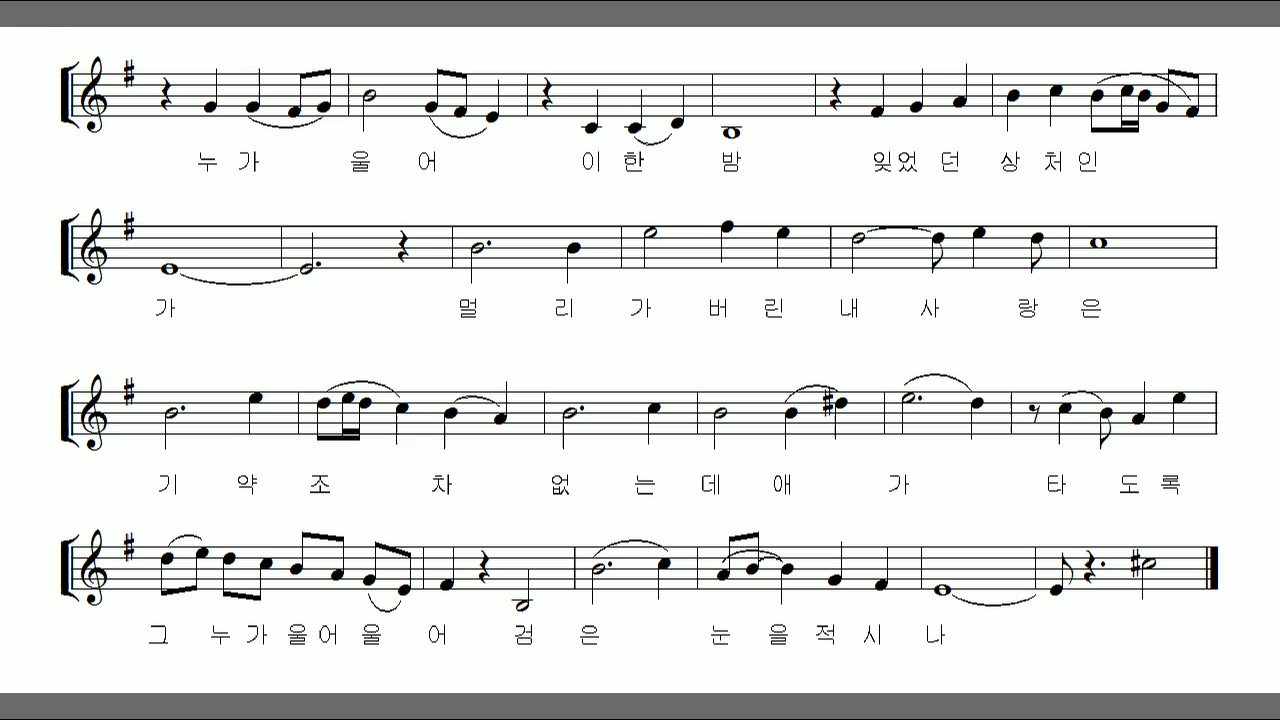 누 가 울 어 이 한 밤 잊었 던 상 처 인
가 멀 리 가 버 린 내 사 랑 은
기 약 조 차 없 는 데 애 가 타 도 록
그 누 가 울 어 울 어 검 은 눈 을 적 시 나